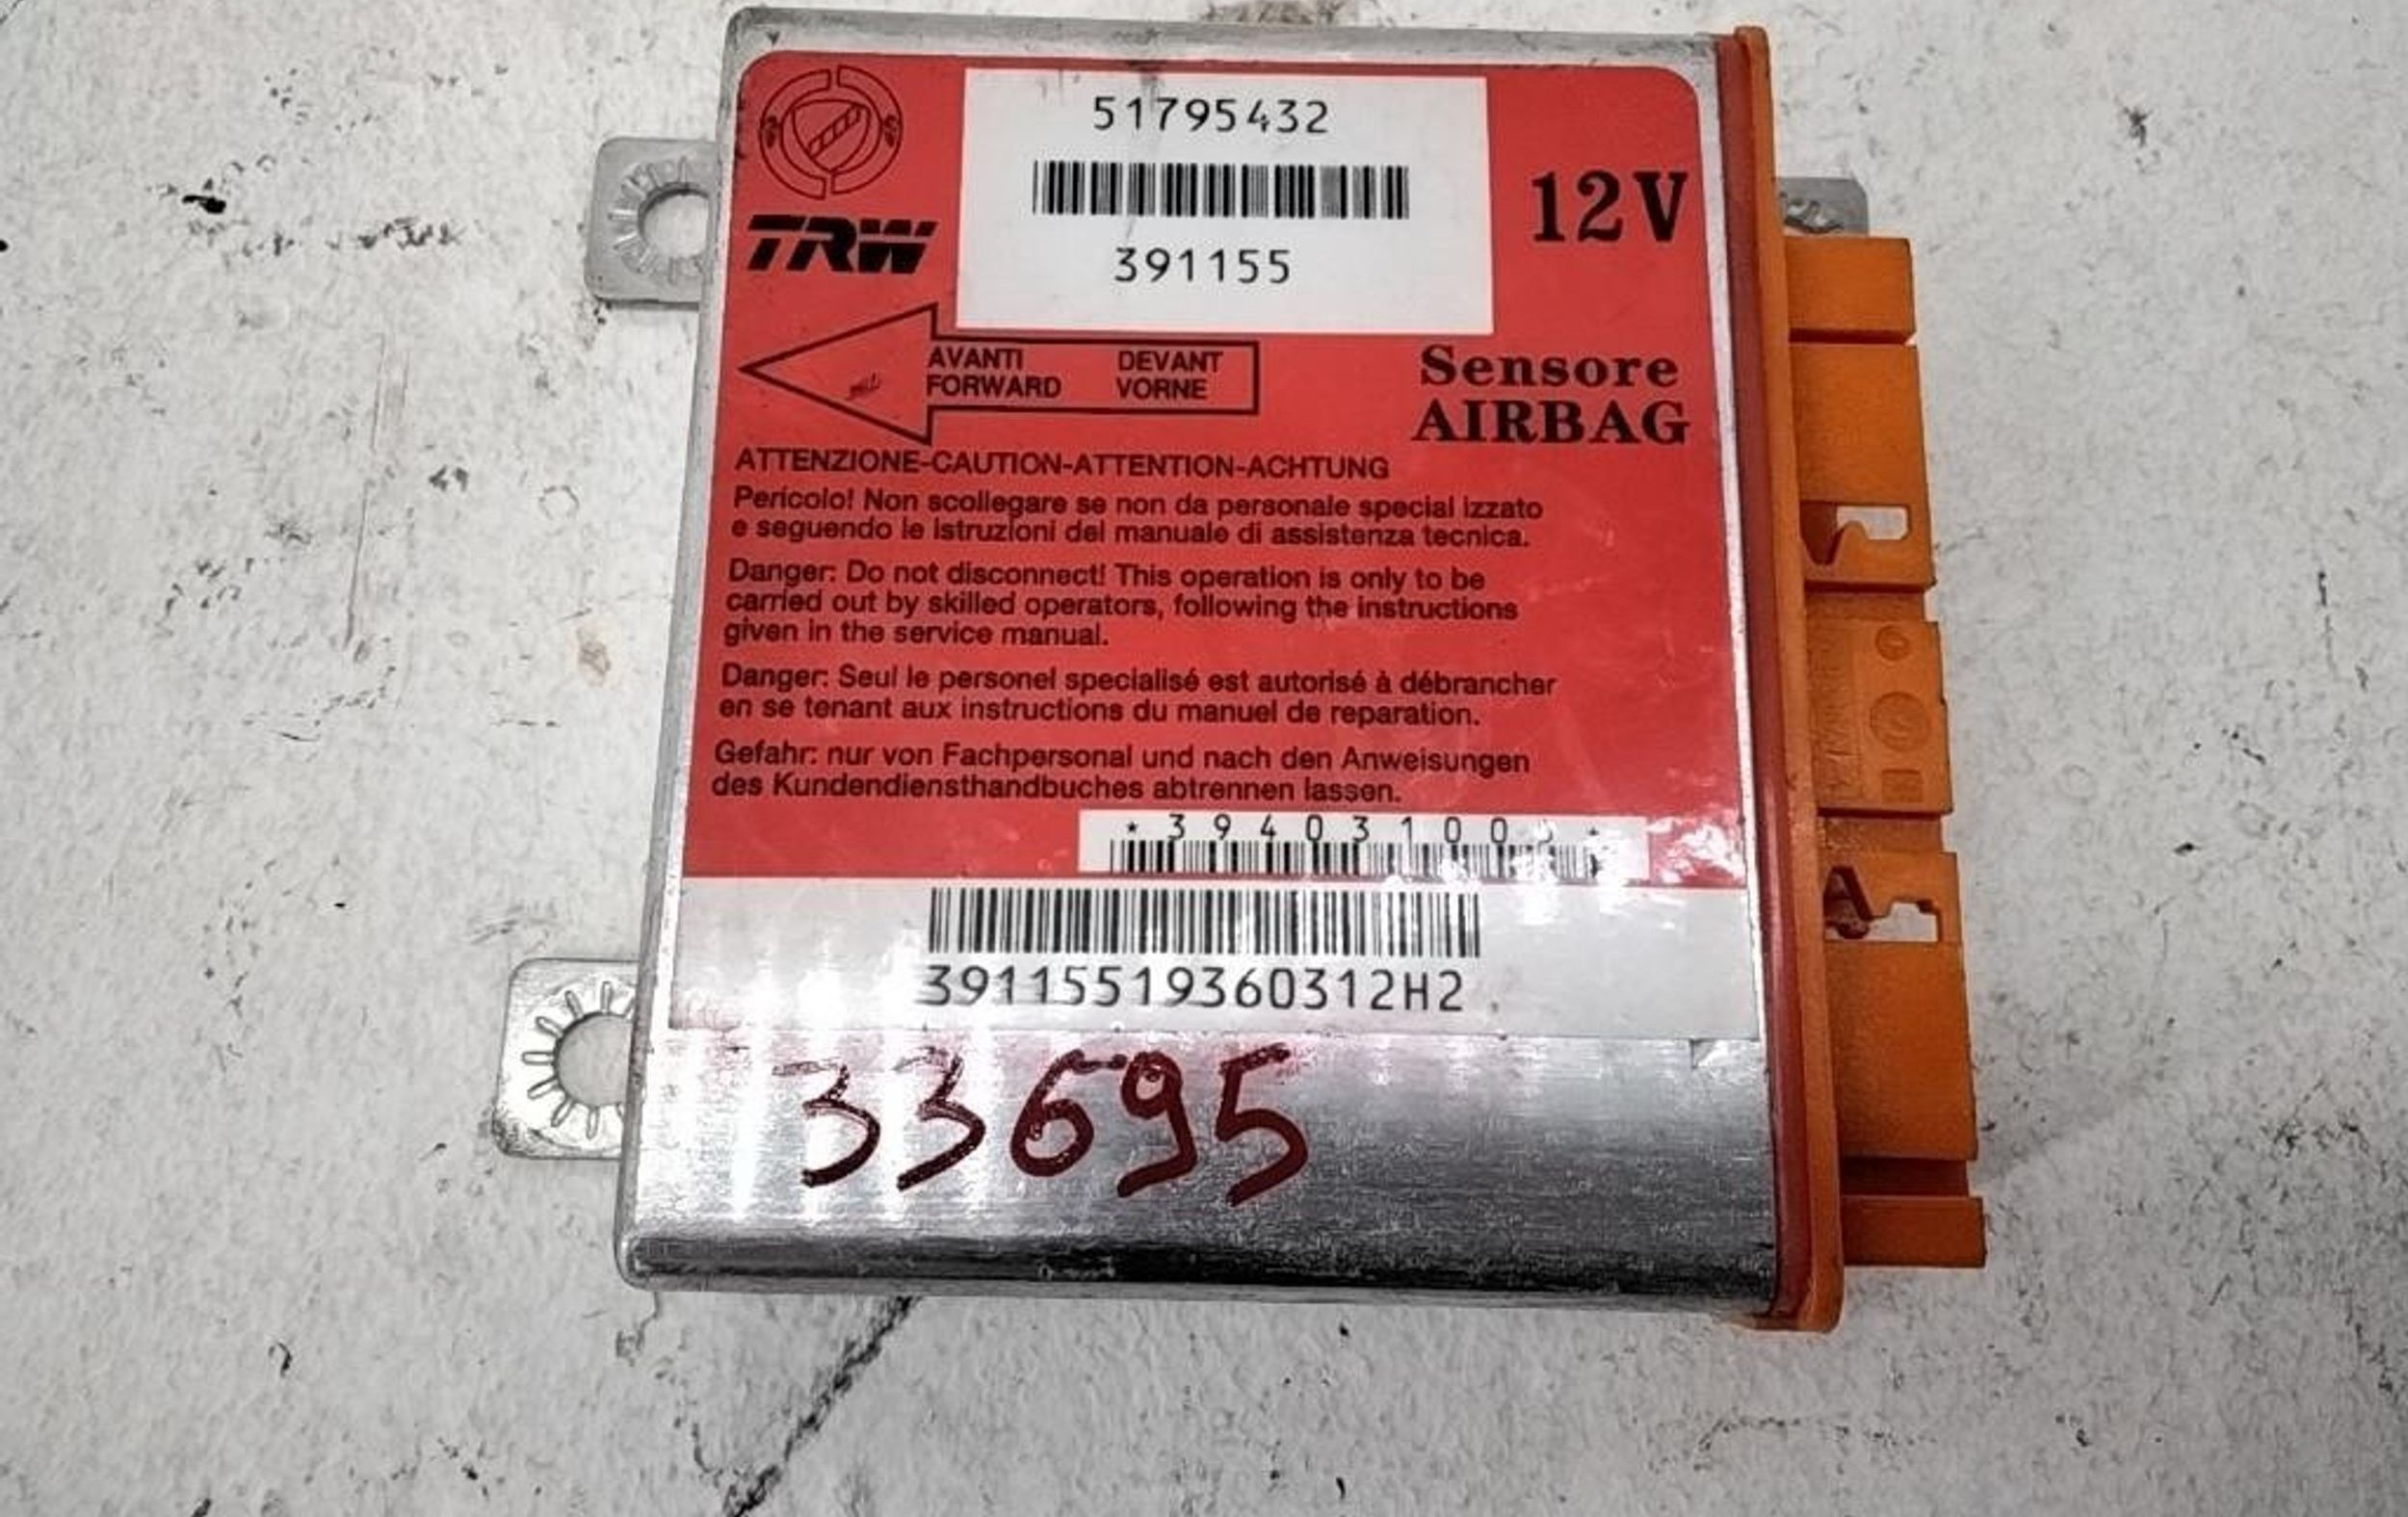 51795432
391155
12V
TRW
AVANTI DEVANT
FORWARD VORNE
Sensore
AIRBAG
ATTENZIONE-CAUTION-ATTENTION-ACHTUNG
Pericolo! Non scollegare se non da personale special izzato
e seguendo le istruzioni del manuale di assistenza tecnica.
Danger: Do not disconnect! This operation is only to be
carried out by skilled operators, following the instructions
given in the service manual.
Danger: Seul le personel specialisé est autorisé à débrancher
en se tenant aux instructions du manuel de reparation.
Gefahr: nur von Fachpersonal und nach den Anweisungen
des Kundendiensthandbuches abtrennen lassen.
39115519360312H2
33695